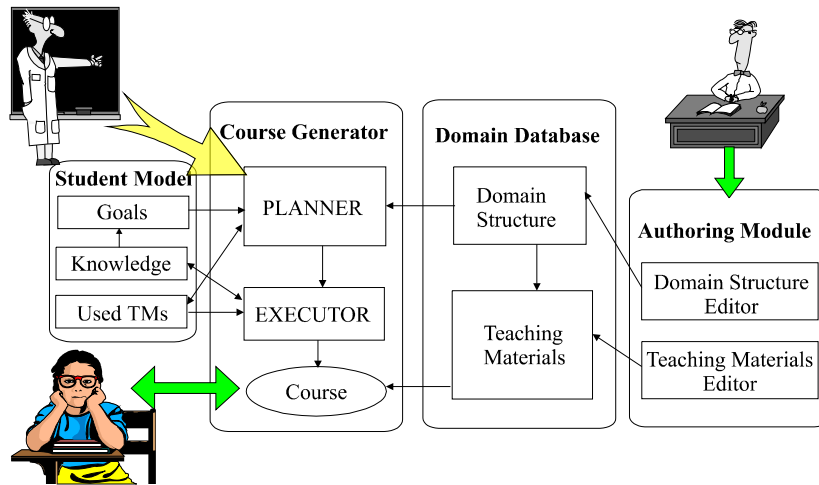 Student Model
Goals
Knowledge
Used TMs
Course Generator
PLANNER
EXECUTOR
Course
Domain Database
Domain
Structure
Teaching
Materials
Authoring Module
Domain Structure
Editor
Teaching Materials
Editor